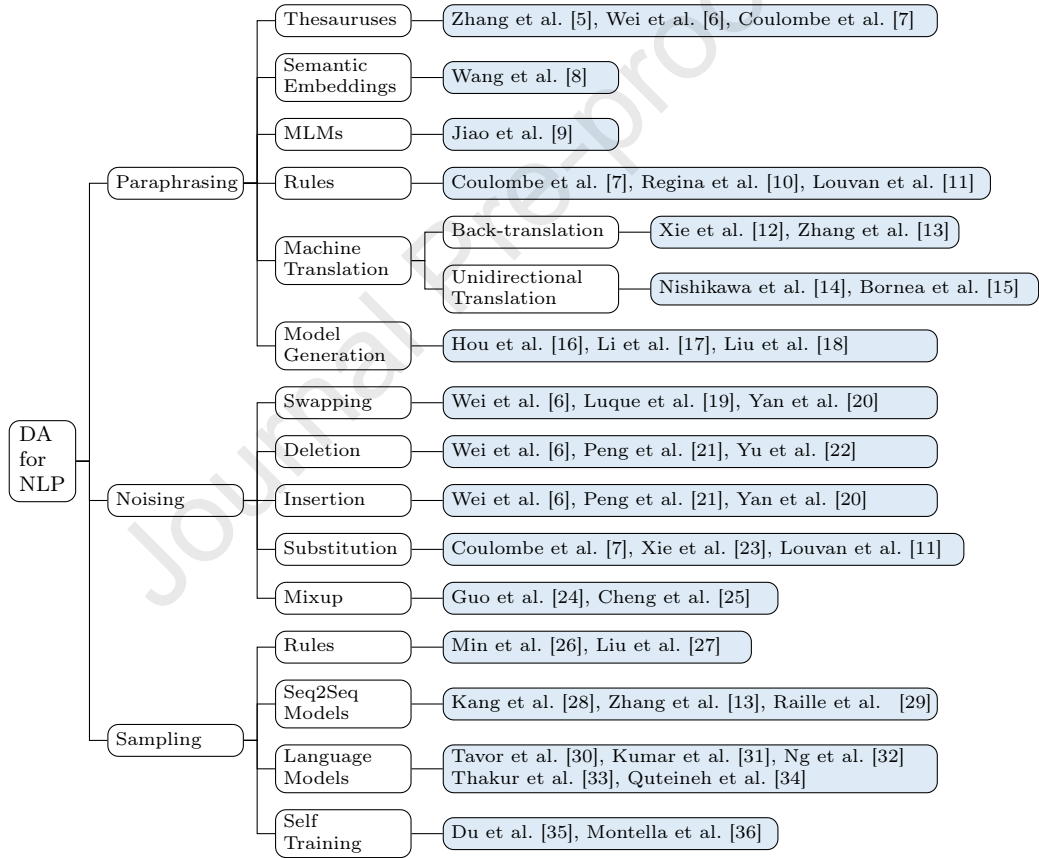 Thesauruses
Zhang et al. [5], Wei et al. [6], Coulombe et al. [7]
Semantic
Embeddings
Wang et al. [8]
MLMs
Jiao et al. [9]
Paraphrasing
Rules
Coulombe et al. [7], Regina et al. [10], Louvan et al. [11]
Machine
Translation
Back-translation
Xie et al. [12], Zhang et al. [13]
Unidirectional
Translation
Nishikawa et al. [14], Bornea et al. [15]
Model
Generation
Hou et al. [16], Li et al. [17], Liu et al. [18]
DA
for
NLP
Swapping
Wei et al. [6], Luque et al. [19], Yan et al. [20]
Deletion
Wei et al. [6], Peng et al. [21], Yu et al. [22]
Noising
Insertion
Wei et al. [6], Peng et al. [21], Yan et al. [20]
Substitution
Coulombe et al. [7], Xie et al. [23], Louvan et al. [11]
Mixup
Guo et al. [24], Cheng et al. [25]
Rules
Min et al. [26], Liu et al. [27]
Seq2Seq
Models
Kang et al. [28], Zhang et al. [13], Raille et al. [29]
Sampling
Language
Models
Tavor et al. [30], Kumar et al. [31], Ng et al. [32]
Thakur et al. [33], Quteineh et al. [34]
Self
Training
Du et al. [35], Montella et al. [36]
Journal Pre-proo